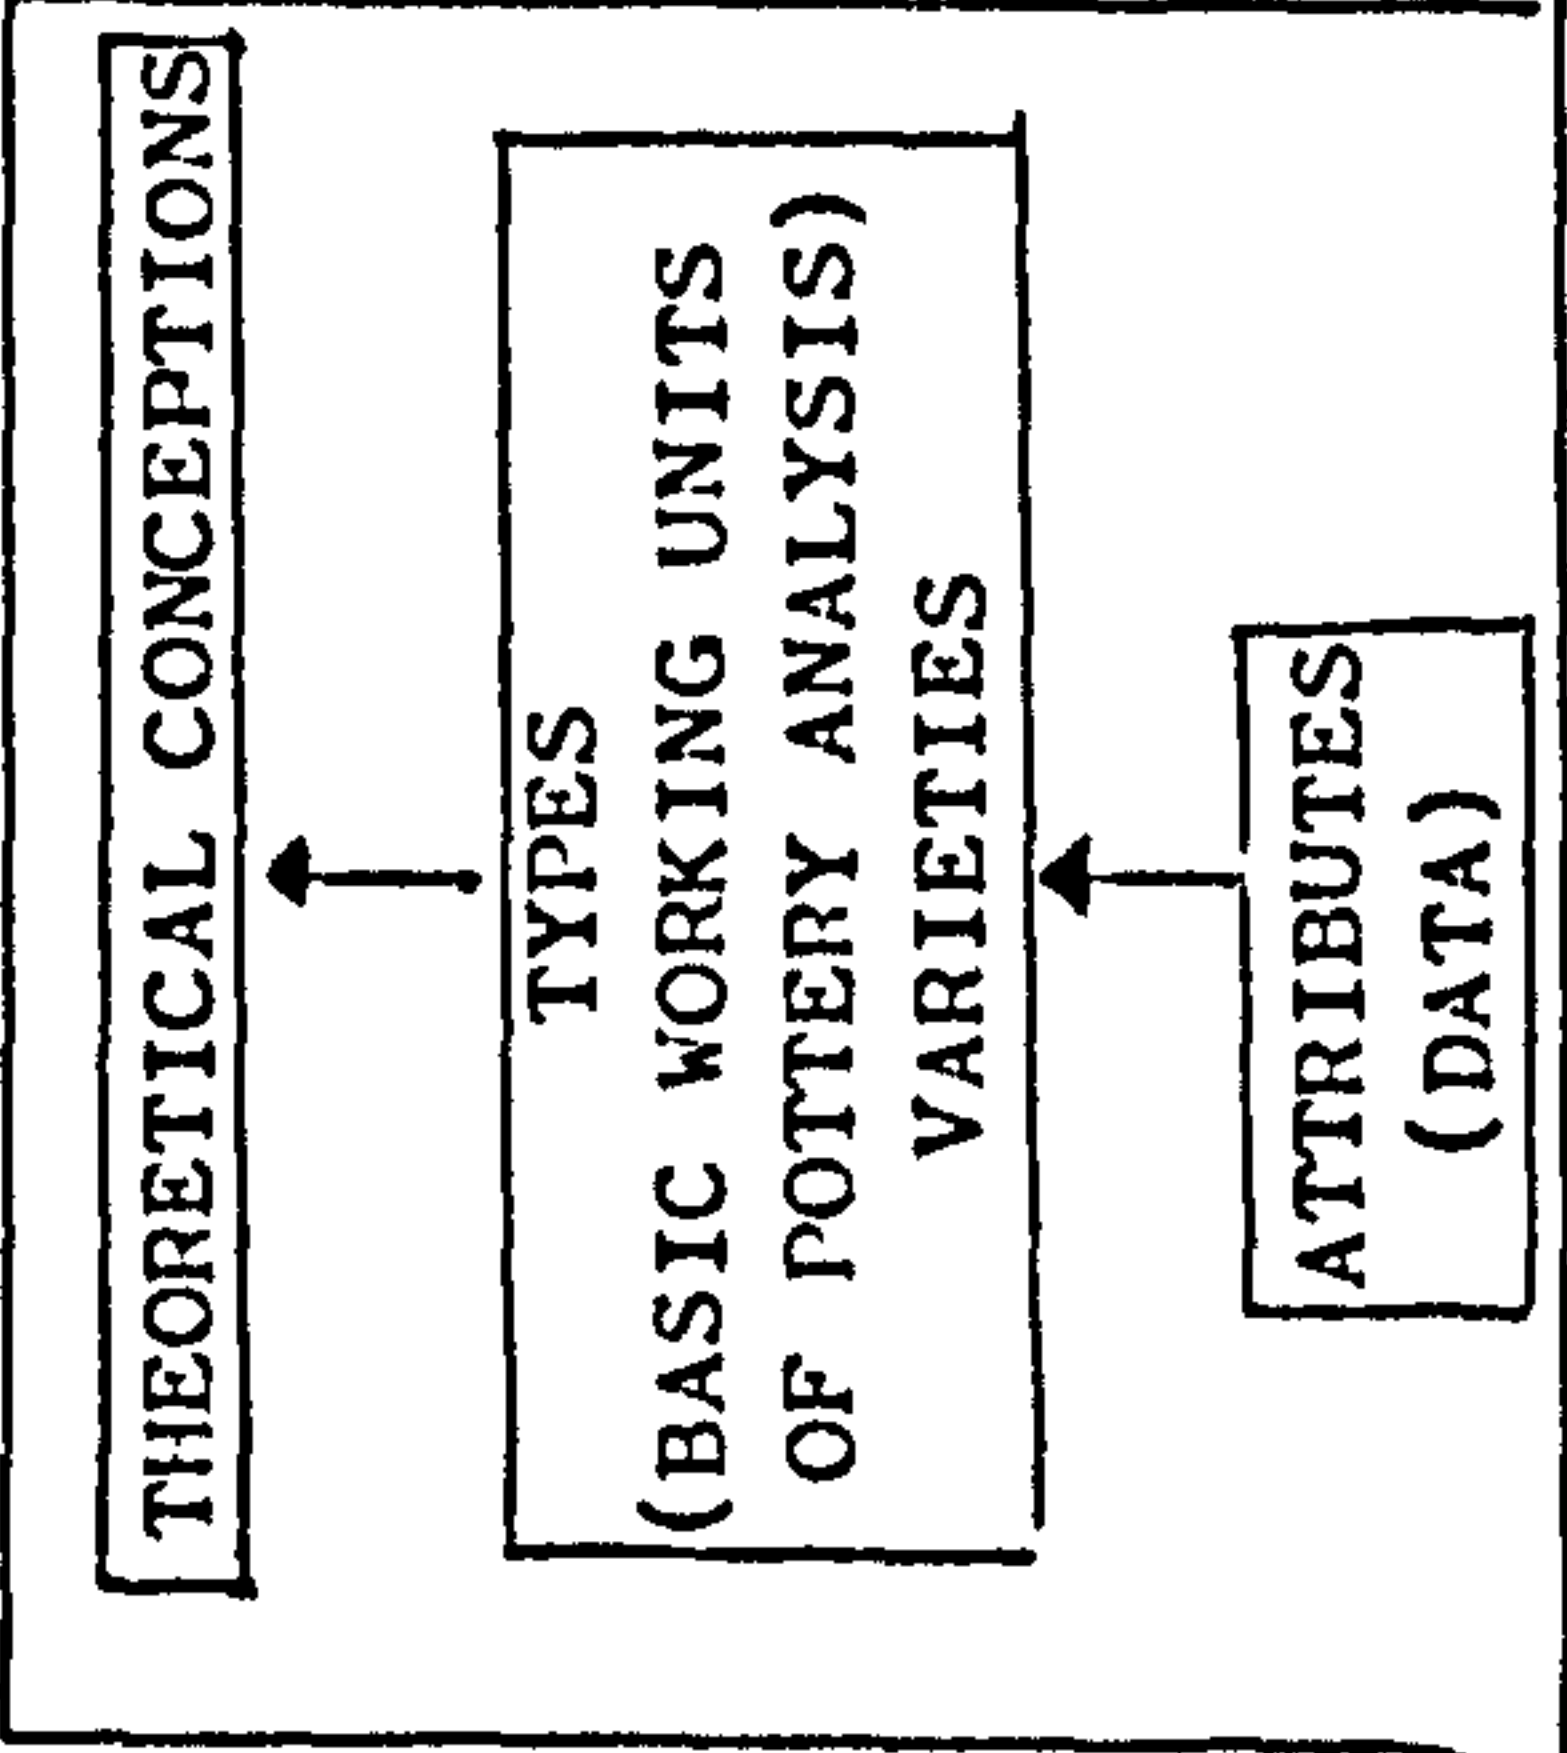 THEORETICAL CONCEPTIONS
TYPES
(BASIC WORKING UNITS
OF POTTERY ANALYSIS)
VARIETIES
ATTRIBUTES
(DATA)